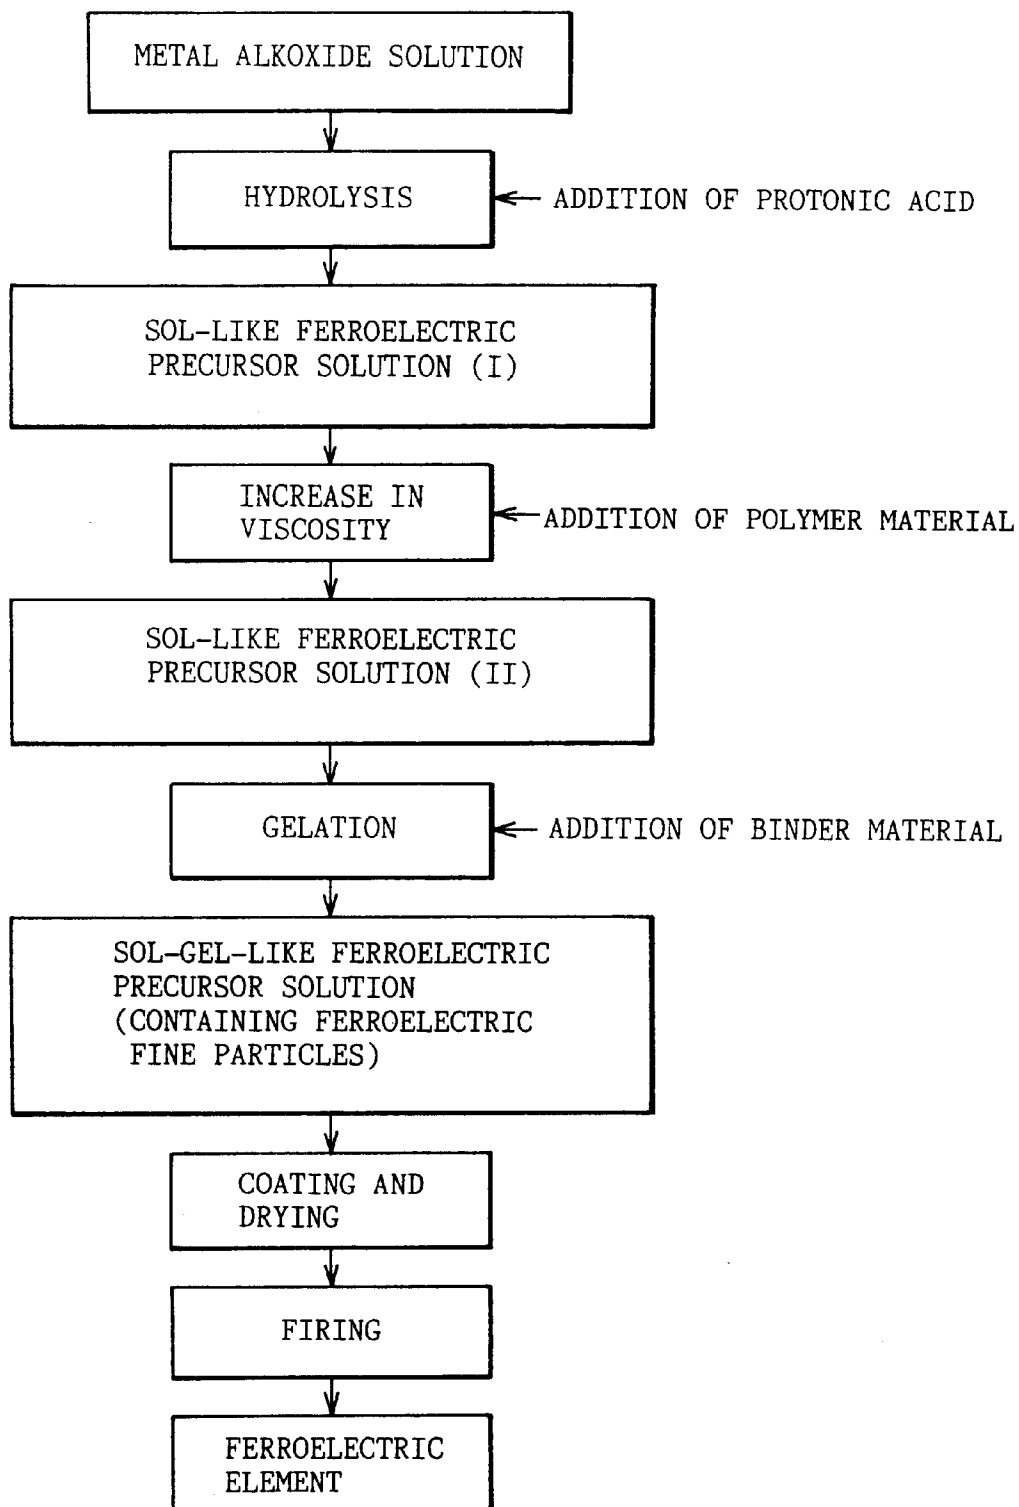 METAL ALKOXIDE SOLUTION
HYDROLYSIS
ADDITION OF PROTONIC ACID
SOL-LIKE FERROELECTRIC
PRECURSOR SOLUTION (I)
INCREASE IN
VISCOSITY
ADDITION OF POLYMER MATERIAL
SOL-LIKE FERROELECTRIC
PRECURSOR SOLUTION (II)
GELATION
ADDITION OF BINDER MATERIAL
SOL-GEL-LIKE FERROELECTRIC
PRECURSOR SOLUTION
(CONTAINING FERROELECTRIC
FINE PARTICLES)
COATING AND
DRYING
FIRING
FERROELECTRIC
ELEMENT